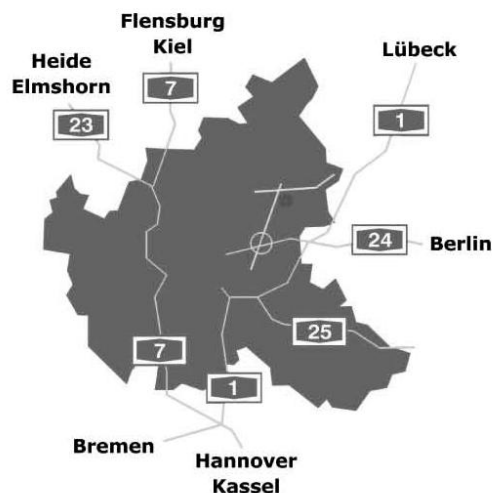 Flensburg
Kiel
7
Heide
Elmshorn
23
Lübeck
1
24
Berlin
25
7
1
Bremen
Hannover
Kassel